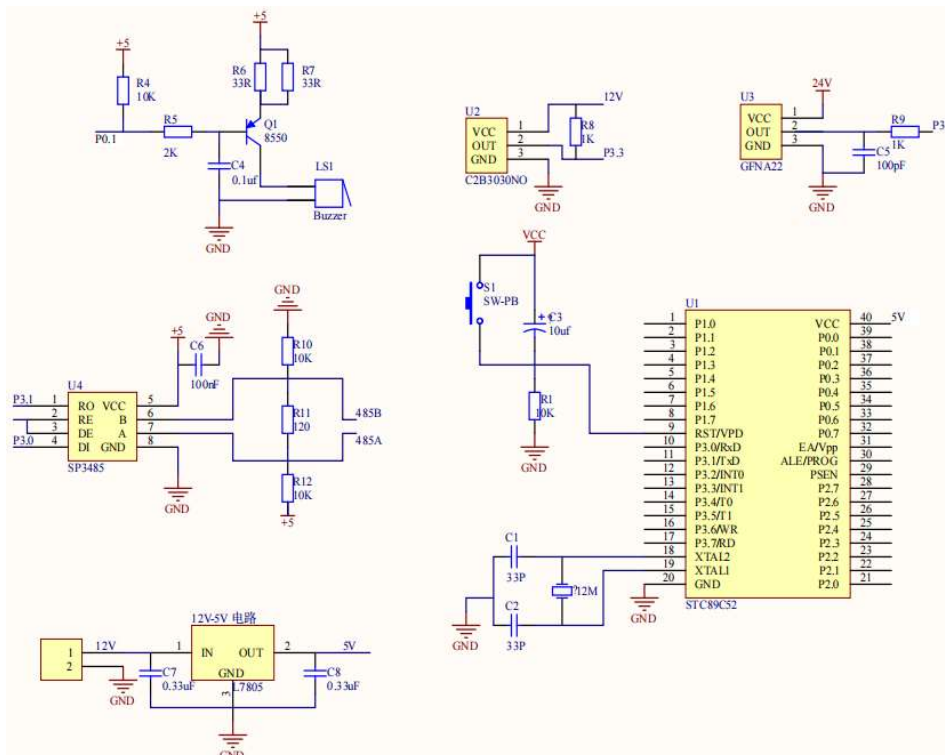 +5
+5
R4
10K
R6
33R
R7
33R
P0.1
R5
2K
Q1
8550
C4
0.1uf
LS1
Buzzer
GND
U2
VCC
OUT
GND
1
2
3
C2B3030NO
12V
R8
1K
P3.3
GND
U3
VCC
OUT
GND
1
2
3
GFNA22
24V
R9
1K
P3
C5
100pF
GND
VCC
S1
SW-PB
C3
10uf
R1
10K
GND
GND
+5
GND
C6
100nF
R10
10K
R11
120
R12
10K
+5
485B
485A
U4
P3.1
P3.0
1
2
3
4
RO
RE
DE
DI
VCC
B
A
GND
5
6
7
8
SP3485
GND
U1
1 P1.0 VCC 40 5V
2 P1.1 P0.0 39
3 P1.2 P0.1 38
4 P1.3 P0.2 37
5 P1.4 P0.3 36
6 P1.5 P0.4 35
7 P1.6 P0.5 34
8 P1.7 P0.6 33
9 RST/VPD P0.7 32
10 P3.0/RxD EA/Vpp 31
11 P3.1/TxD ALE/PROG 30
12 P3.2/INT0 PSEN 29
13 P3.3/INT1 P2.7 28
14 P3.4/T0 P2.6 27
15 P3.5/T1 P2.5 26
16 P3.6/WR P2.4 25
17 P3.7/RD P2.3 24
18 XTAL2 P2.2 23
19 XTAL1 P2.1 22
20 GND P2.0 21
STC89C52
GND
C1
33P
C2
33P
?12M
GND
12V-5V 电路
1
2
12V
GND
1
IN OUT
GND
2
3
L7805
5V
C7
0.33uF
C8
0.33uF
GND